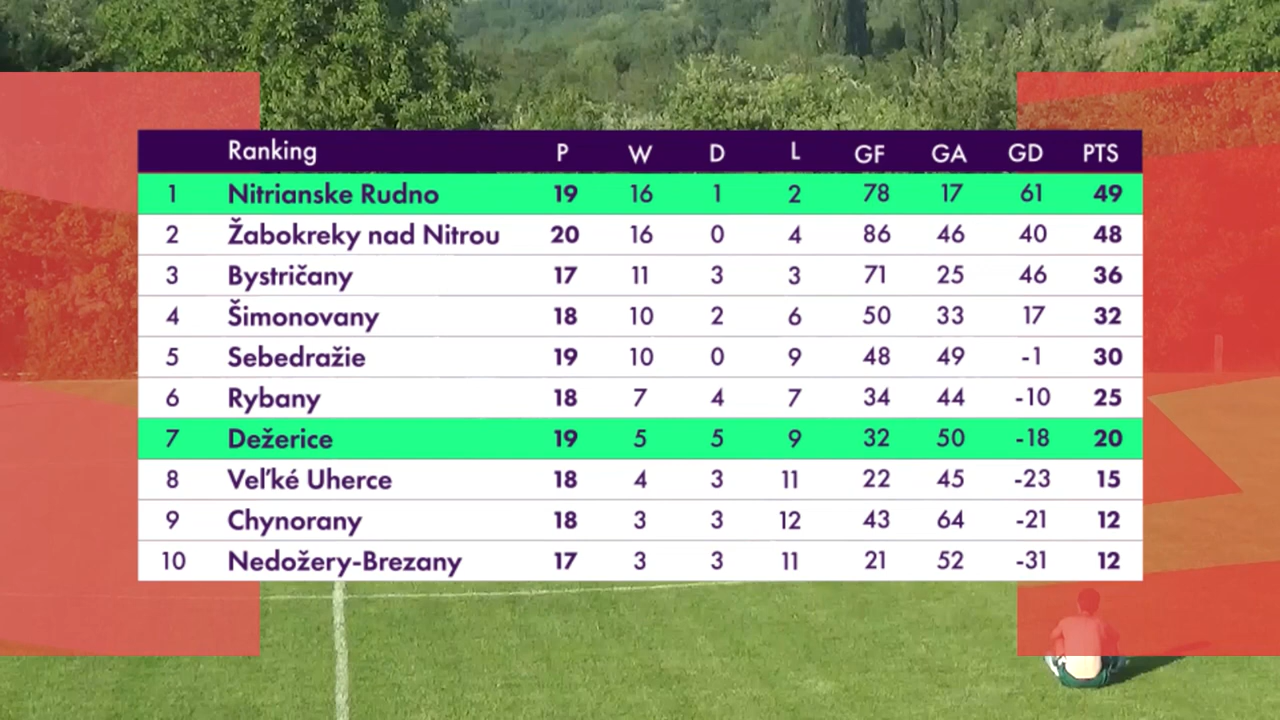 Ranking P W D L GF GA GD PTS
1 Nitrianske Rudno 19 16 1 2 78 17 61 49
2 Žabokreky nad Nitrou 20 16 0 4 86 46 40 48
3 Bystričany 17 11 3 3 71 25 46 36
4 Šimonovany 18 10 2 6 50 33 17 32
5 Sebedražie 19 10 0 9 48 49 -1 30
6 Rybany 18 7 4 7 34 44 -10 25
7 Dežerice 19 5 5 9 32 50 -18 20
8 Veľké Uherce 18 4 3 11 22 45 -23 15
9 Chynorany 18 3 3 12 43 64 -21 12
10 Nedožery-Brezany 17 3 3 11 21 52 -31 12